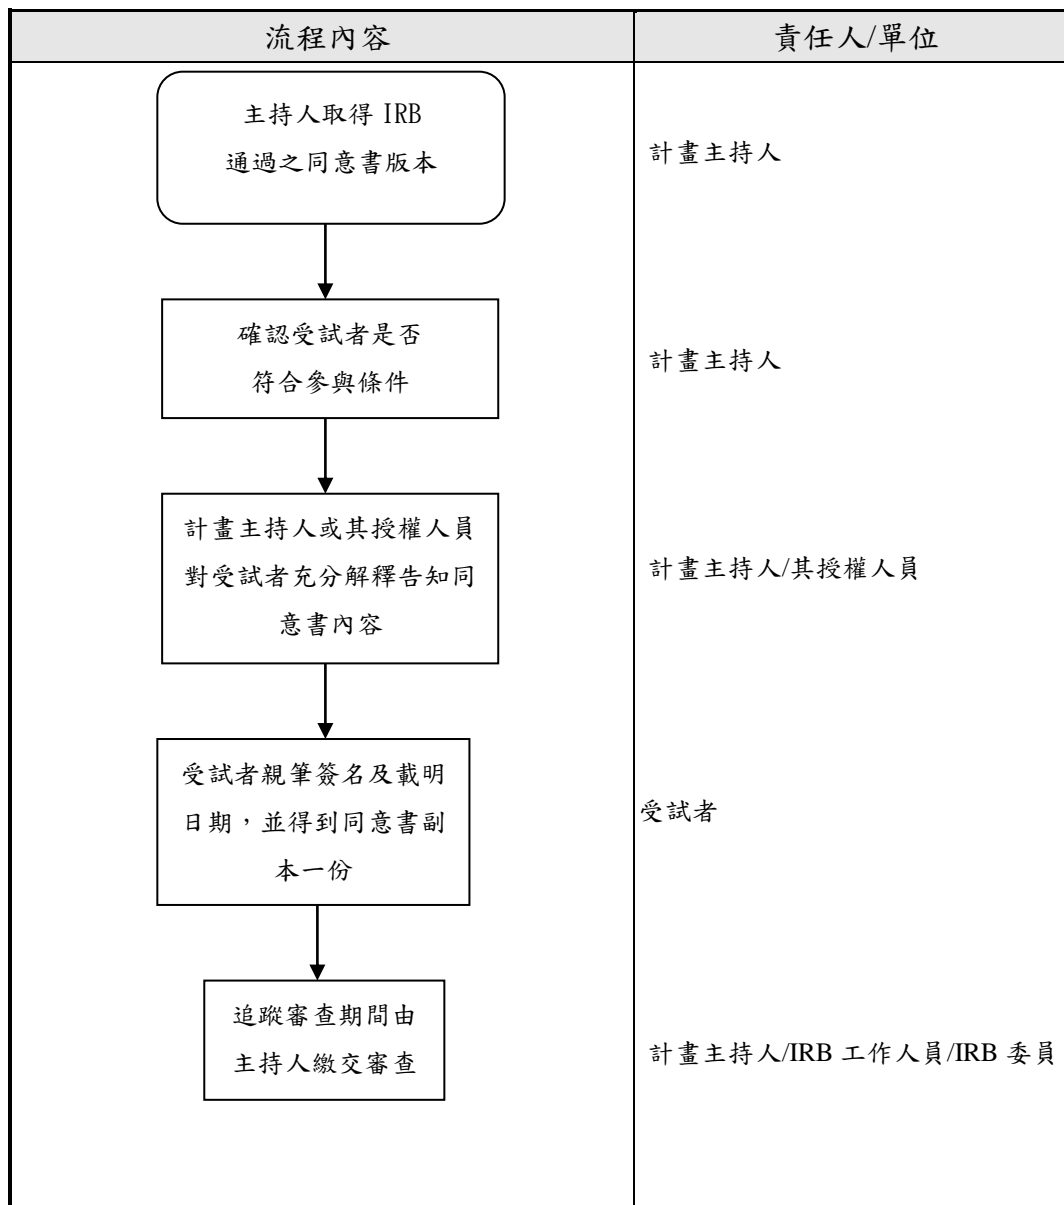 流程內容
責任人/單位
主持人取得 IRB
通過之同意書版本
計畫主持人
確認受試者是否
符合參與條件
計畫主持人
計畫主持人或其授權人員
對受試者充分解釋告知同
意書內容
計畫主持人/其授權人員
受試者親筆簽名及載明
日期，並得到同意書副
本一份
受試者
追蹤審查期間由
主持人繳交審查
計畫主持人/IRB 工作人員/IRB 委員